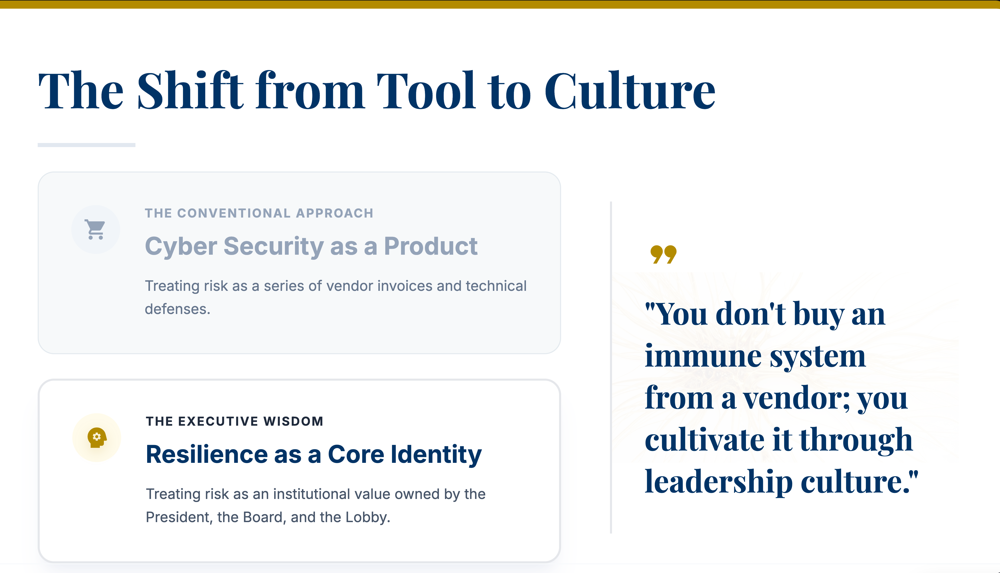 The Shift from Tool to Culture
THE CONVENTIONAL APPROACH
Cyber Security as a Product
Treating risk as a series of vendor invoices and technical
defenses.
THE EXECUTIVE WISDOM
Resilience as a Core Identity
Treating risk as an institutional value owned by the
President, the Board, and the Lobby.
"You don't buy an
immune system
from a vendor; you
cultivate it through
leadership culture."